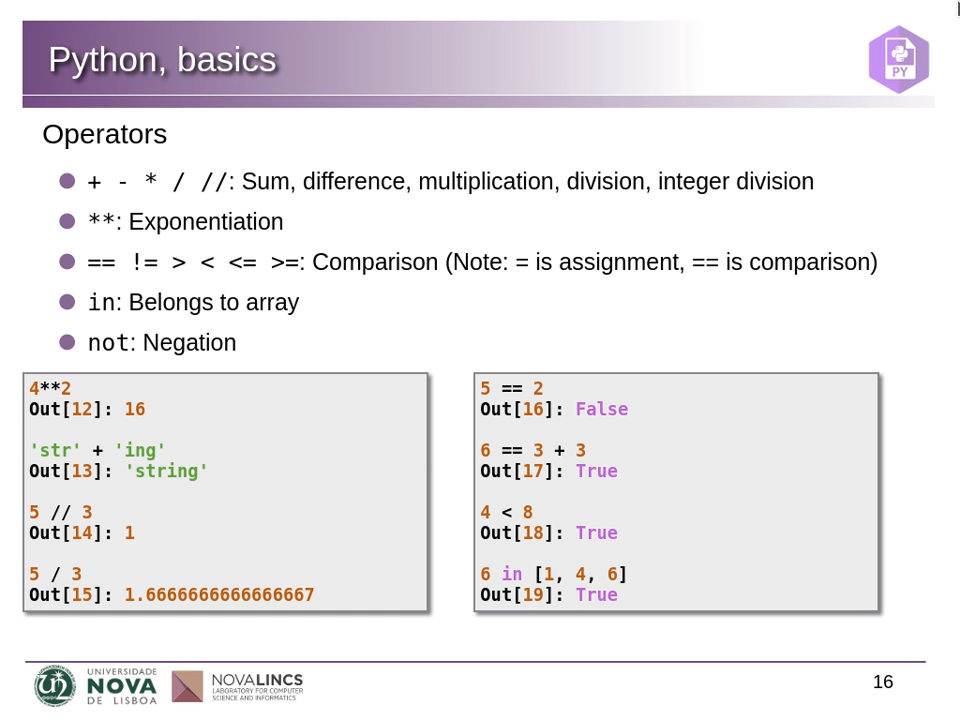 Python, basics
PY
Operators
+ - * / //: Sum, difference, multiplication, division, integer division
**: Exponentiation
== != > < <= >=: Comparison (Note: = is assignment, == is comparison)
in: Belongs to array
not: Negation
4**2
Out[12]: 16
'str' + 'ing'
Out[13]: 'string'
5 // 3
Out[14]: 1
5 / 3
Out[15]: 1.6666666666666667
5 == 2
Out[16]: False
6 == 3 + 3
Out[17]: True
4 < 8
Out[18]: True
6 in [1, 4, 6]
Out[19]: True
UNIVERSIDADE
NOVA
DE LISBOA
NOVALINCS
LABORATORY FOR COMPUTER
SCIENCE AND INFORMATICS
16